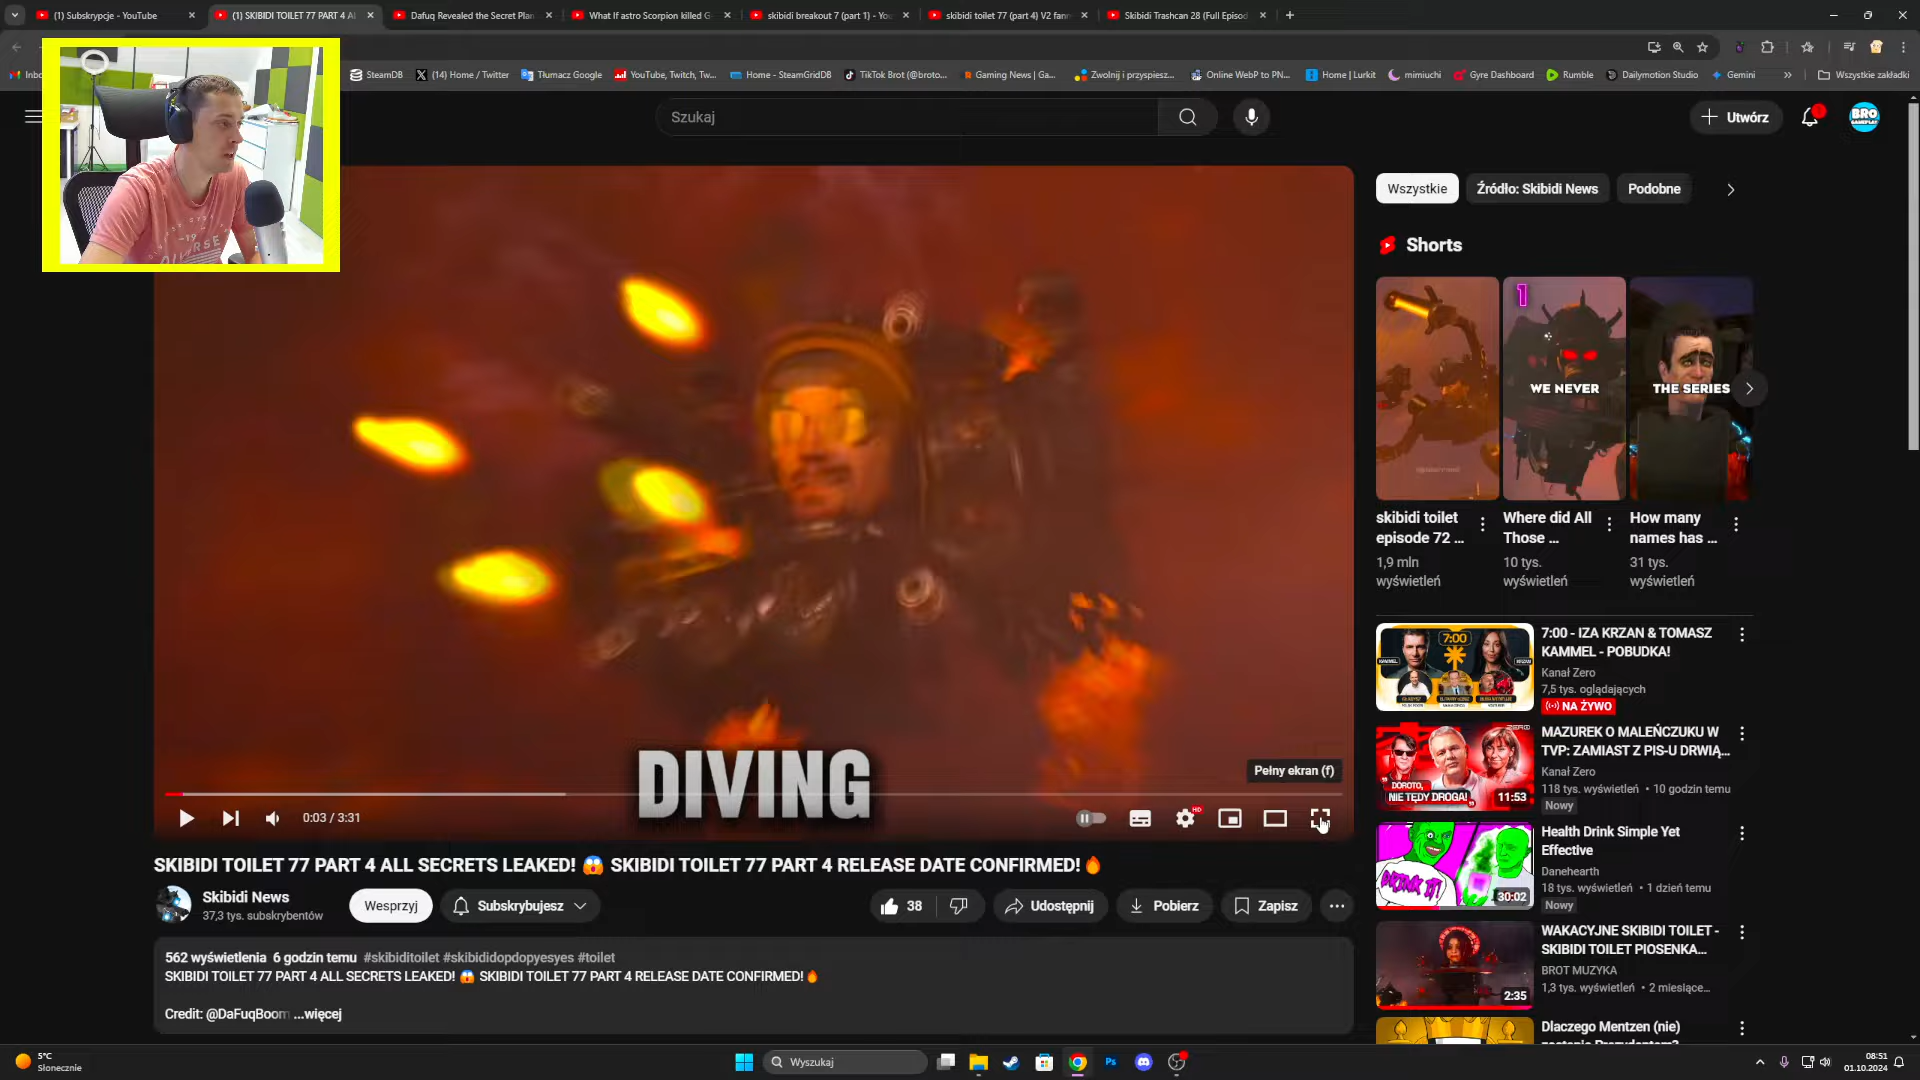 (1) Subskrypcje - YouTube
(1) SKIBIDI TOILET 77 PART 4 Al
Dafuq Revealed the Secret Plan
What If astro Scorpion killed G
skibidi breakout 7 (part 1) - You
skibidi toilet 77 (part 4) V2 fanm
Skibidi Trashcan 28 (Full Episod
SteamDB
(14) Home / Twitter
Tłumacz Google
YouTube, Twitch, Tw...
Home - SteamGridDB
TikTok Brot (@broto...
Gaming News | Ga...
Zwolnij i przyspiesz...
Online WebP to PN...
Home | Lurkit
mimiuchi
Gyre Dashboard
Rumble
Dailymotion Studio
Gemini
Wszystkie zakładki
Szukaj
Utwórz
BRO
Wszystkie
Źródło: Skibidi News
Podobne
Shorts
1
WE NEVER
THE SERIES
skibidi toilet
episode 72 ...
1,9 mln
wyświetleń
Where did All
Those ...
10 tys.
wyświetleń
How many
names has ...
31 tys.
wyświetleń
DIVING
Pełny ekran (f)
0:03 / 3:31
HD
SKIBIDI TOILET 77 PART 4 ALL SECRETS LEAKED! 😱 SKIBIDI TOILET 77 PART 4 RELEASE DATE CONFIRMED!🔥
Skibidi News
37,3 tys. subskrybentów
Wesprzyj
Subskrybujesz
38
Udostępnij
Pobierz
Zapisz
562 wyświetlenia 6 godzin temu #skibiditoilet #skibididopdopyesyes #toilet
SKIBIDI TOILET 77 PART 4 ALL SECRETS LEAKED! 😱 SKIBIDI TOILET 77 PART 4 RELEASE DATE CONFIRMED!🔥
Credit: @DaFuqBoom ...więcej
7:00
7:00 - IZA KRZAN & TOMASZ
KAMMEL - POBUDKA!
Kanał Zero
7,5 tys. oglądających
NA ŻYWO
DOROTO,
NIE TĘDY DROGA!
11:53
MAZUREK O MALEŃCZUKU W
TVP: ZAMIAST Z PIS-U DRWIĄ...
Kanał Zero
118 tys. wyświetleń • 10 godzin temu
Nowy
DRINK IT!
30:02
Health Drink Simple Yet
Effective
Danehearth
18 tys. wyświetleń • 1 dzień temu
Nowy
2:35
WAKACYJNE SKIBIDI TOILET -
SKIBIDI TOILET PIOSENKA...
BROT MUZYKA
1,3 tys. wyświetleń • 2 miesiące...
Dlaczego Mentzen (nie)
5°C
Słonecznie
Wyszukaj
Ps
08:51
01.10.2024